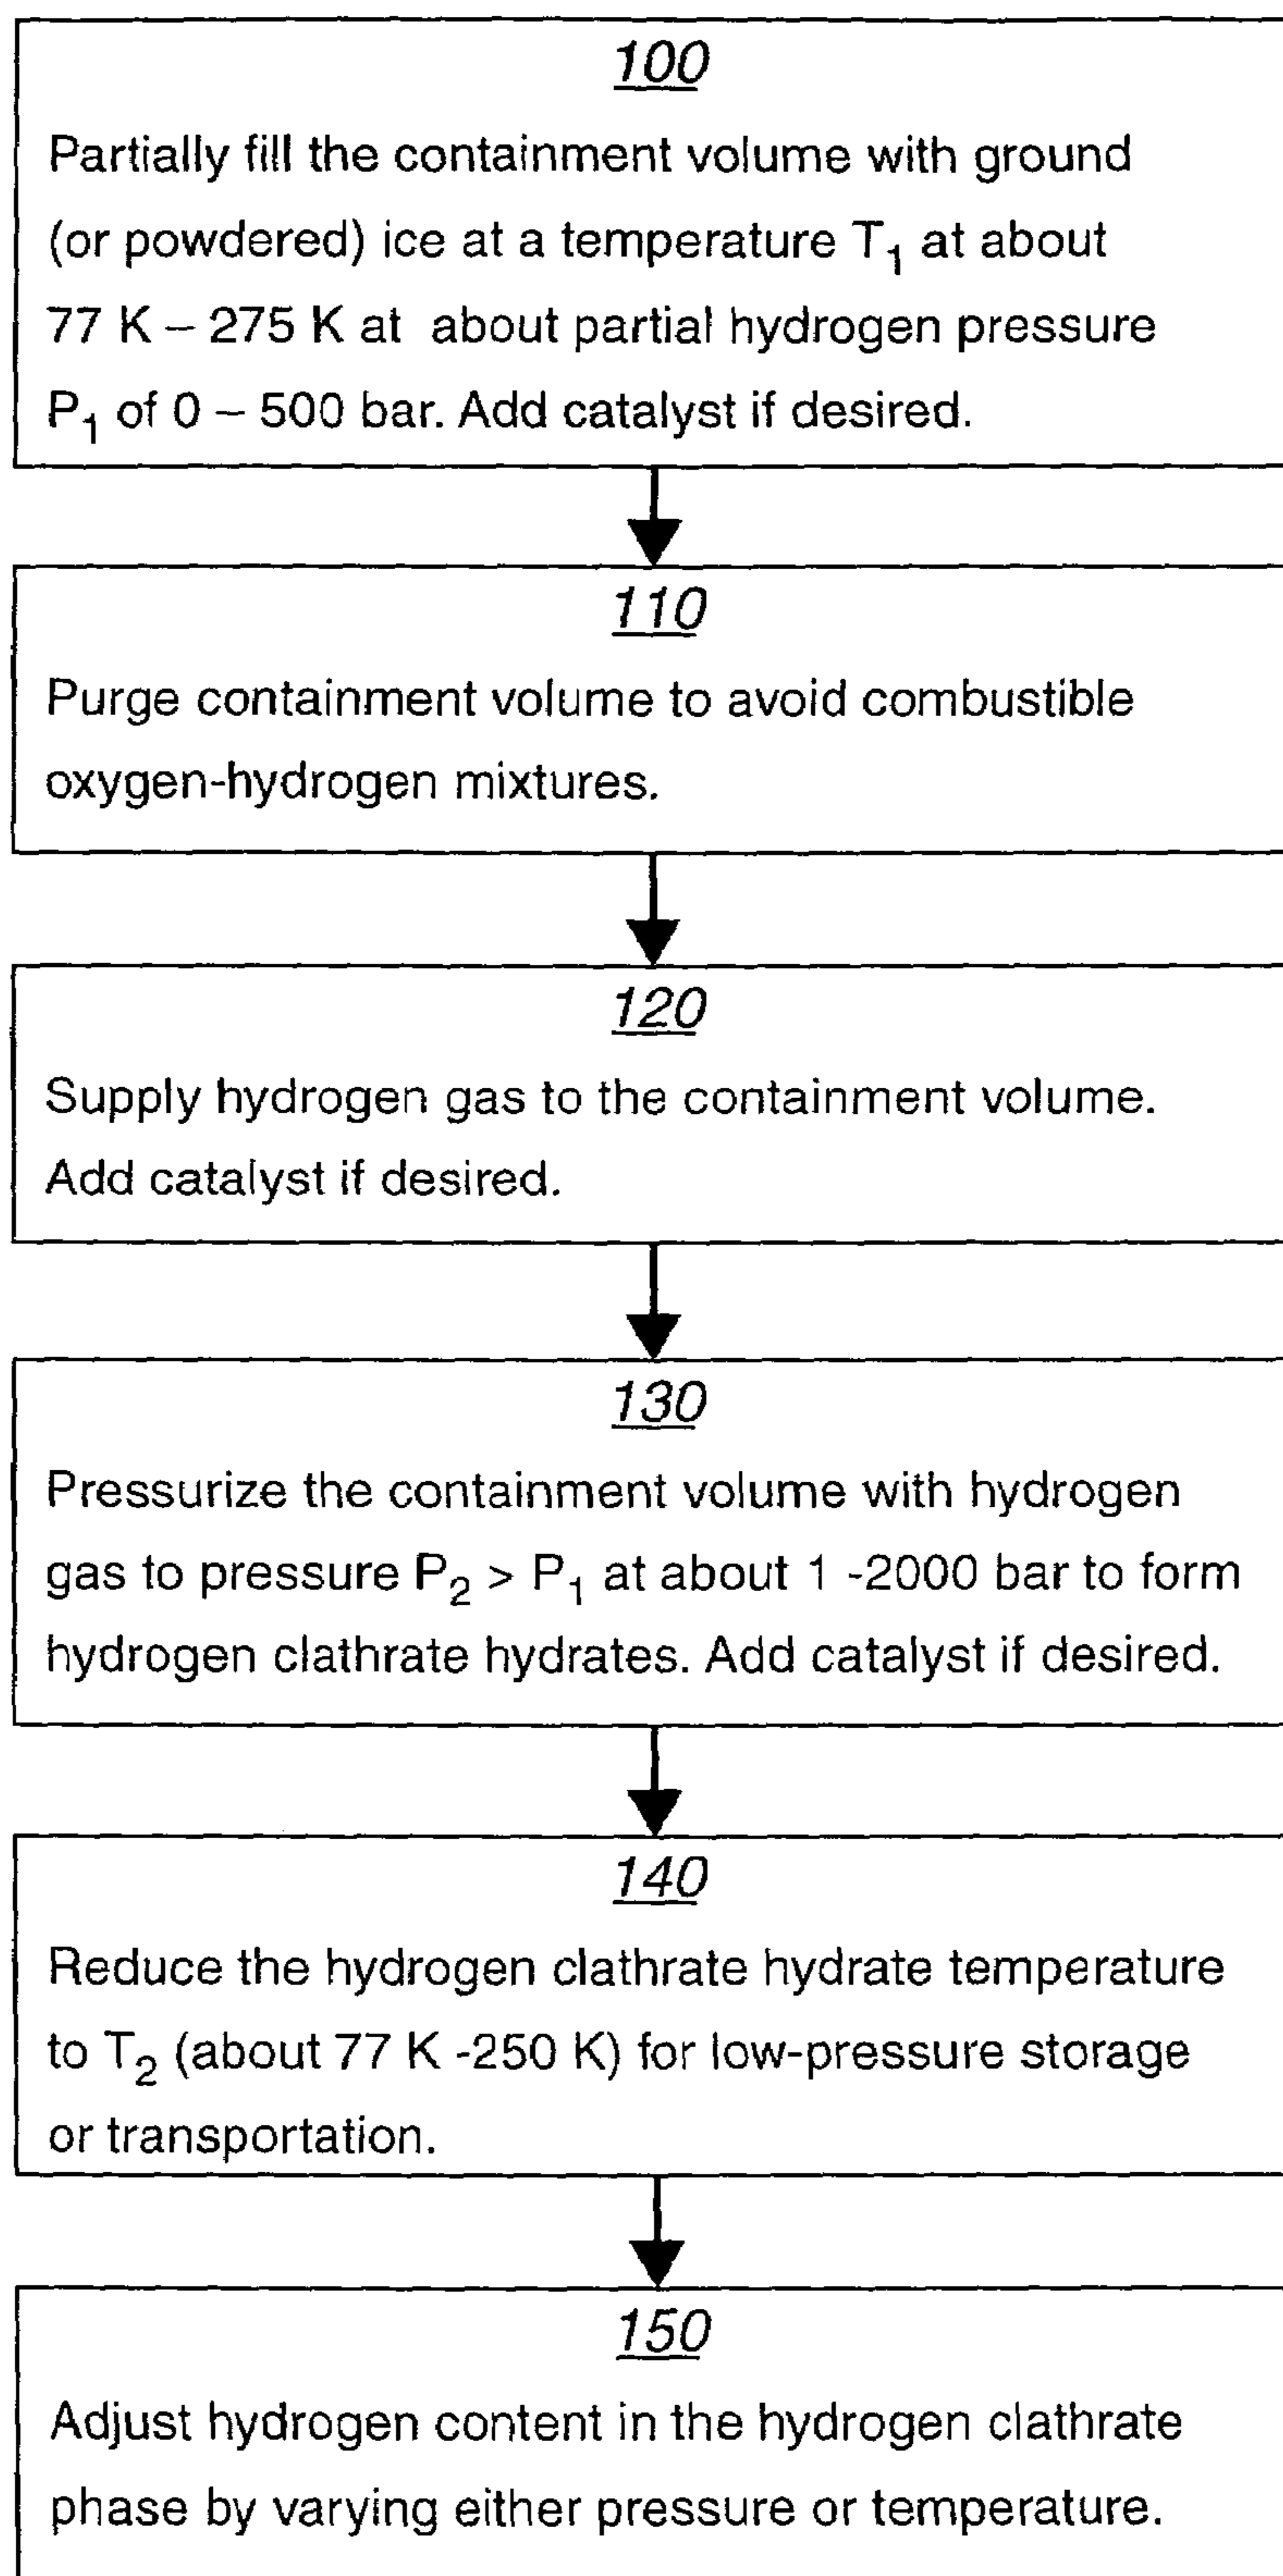 100
Partially fill the containment volume with ground
(or powdered) ice at a temperature T₁ at about
77 K – 275 K at about partial hydrogen pressure
P₁ of 0 – 500 bar. Add catalyst if desired.
110
Purge containment volume to avoid combustible
oxygen-hydrogen mixtures.
120
Supply hydrogen gas to the containment volume.
Add catalyst if desired.
130
Pressurize the containment volume with hydrogen
gas to pressure P₂ > P₁ at about 1 -2000 bar to form
hydrogen clathrate hydrates. Add catalyst if desired.
140
Reduce the hydrogen clathrate hydrate temperature
to T₂ (about 77 K -250 K) for low-pressure storage
or transportation.
150
Adjust hydrogen content in the hydrogen clathrate
phase by varying either pressure or temperature.